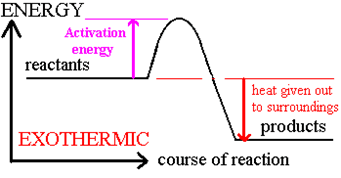 ENERGY
Activation
energy
reactants
heat given out
to surroundings
products
EXOTHERMIC
course of reaction